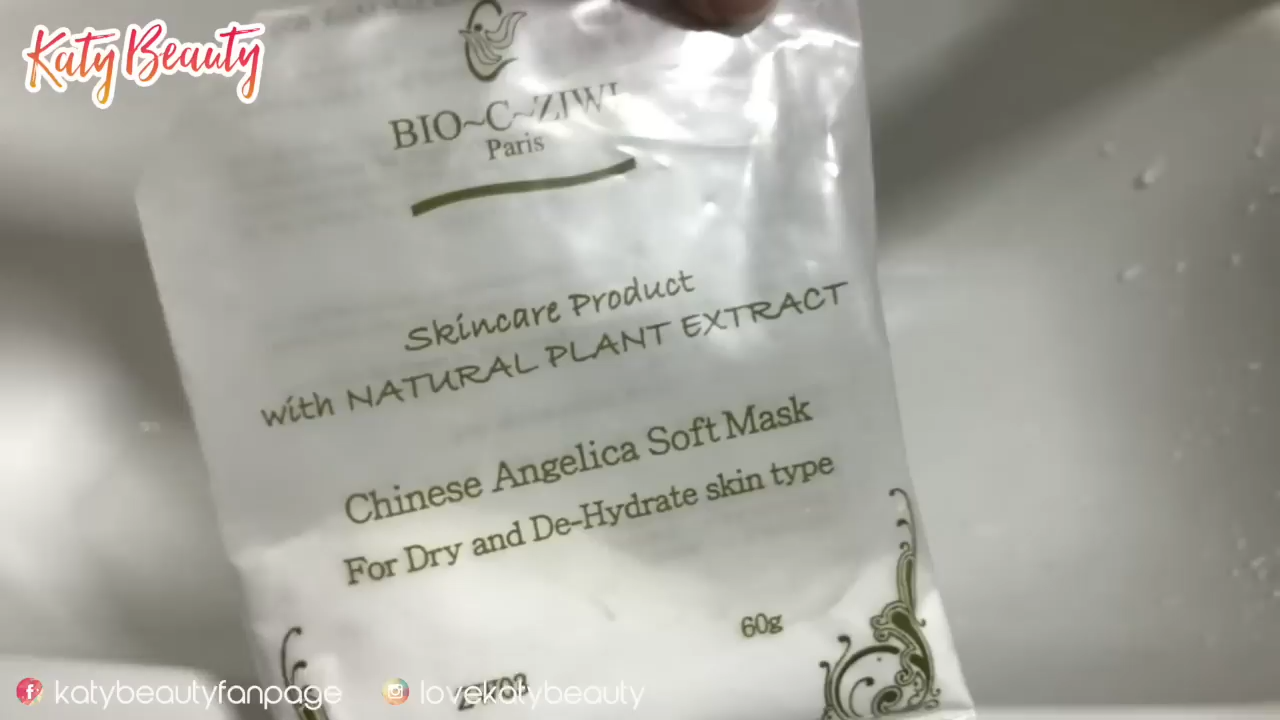 Katy Beauty
BIO~C~ZIWI
Paris
Skincare Product
with NATURAL PLANT EXTRACT
Chinese Angelica Soft Mask
For Dry and De-Hydrate skin type
60g
katybeautyfanpage
lovekatybeauty